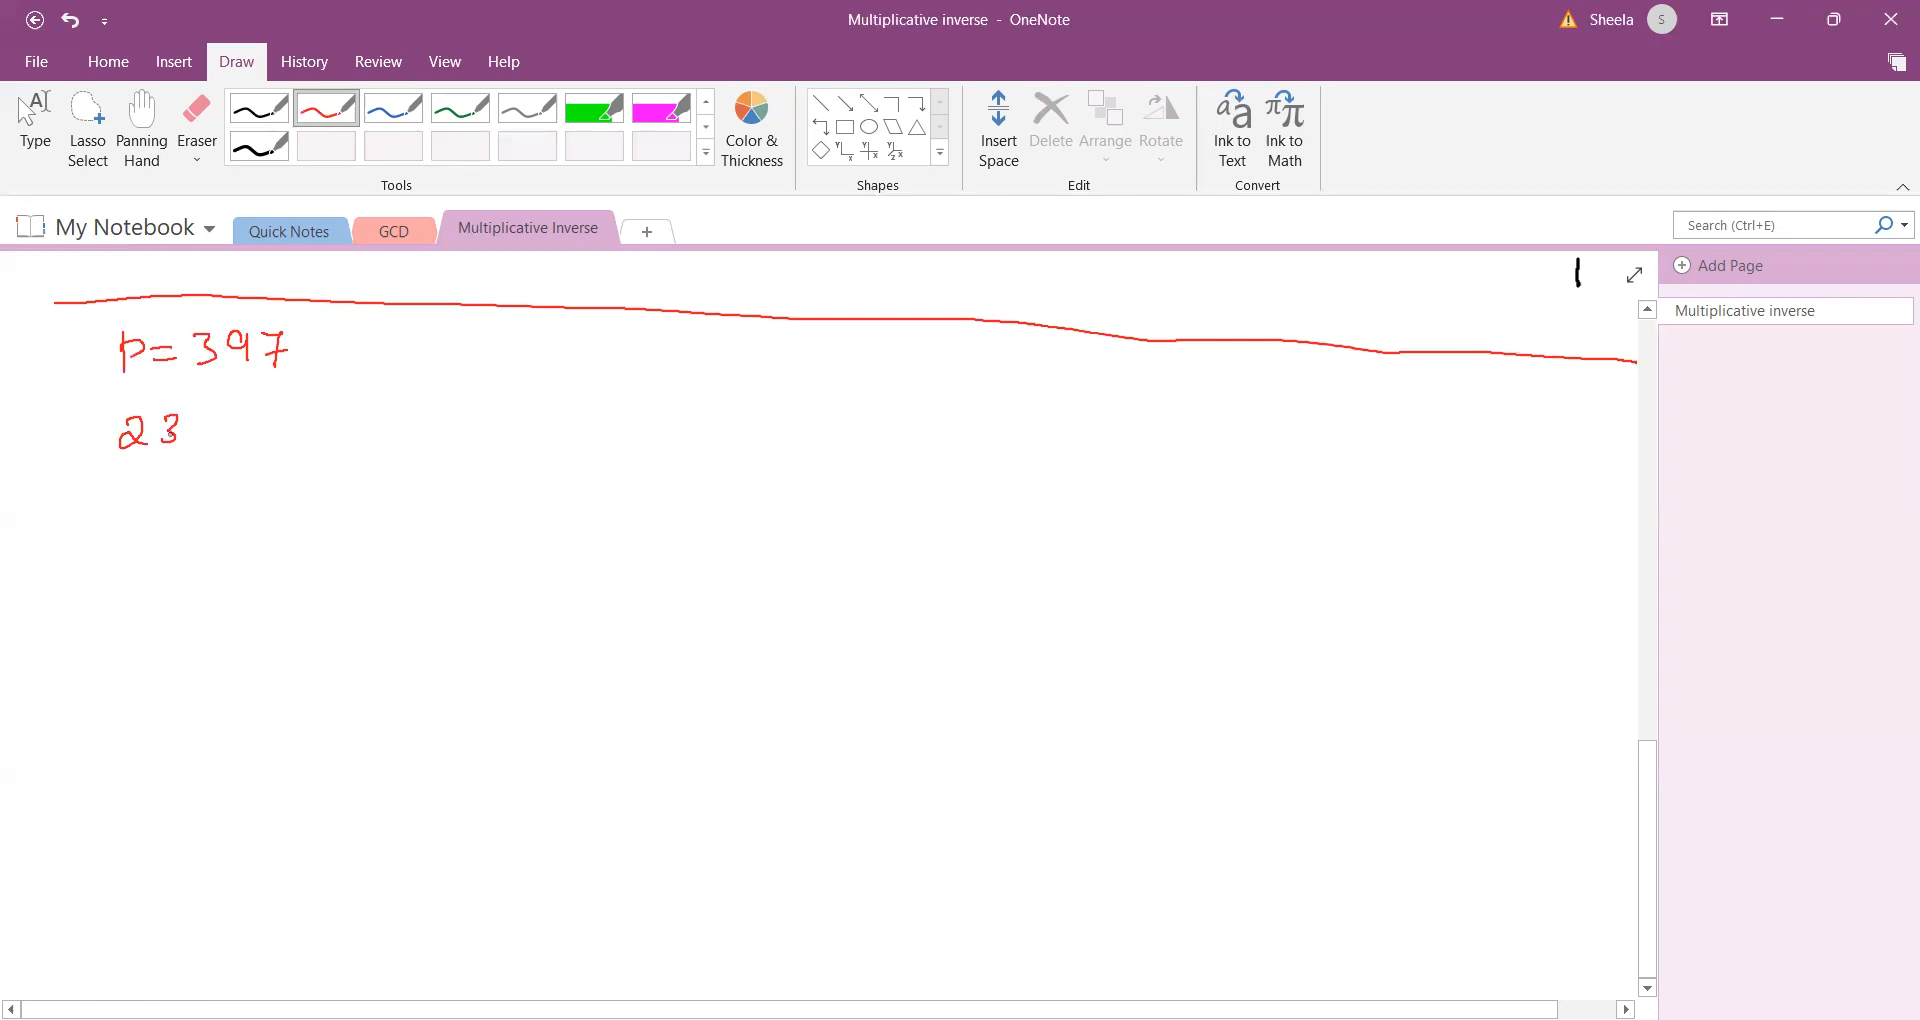 Multiplicative inverse - OneNote
Sheela
S
File Home Insert Draw History Review View Help
Type
Lasso Select
Panning Hand
Eraser
Color & Thickness
Insert Space
Delete
Arrange
Rotate
Ink to Text
Ink to Math
Tools
Shapes
Edit
Convert
My Notebook
Quick Notes
GCD
Multiplicative Inverse
Search (Ctrl+E)
Add Page
Multiplicative inverse
1
p = 397
23